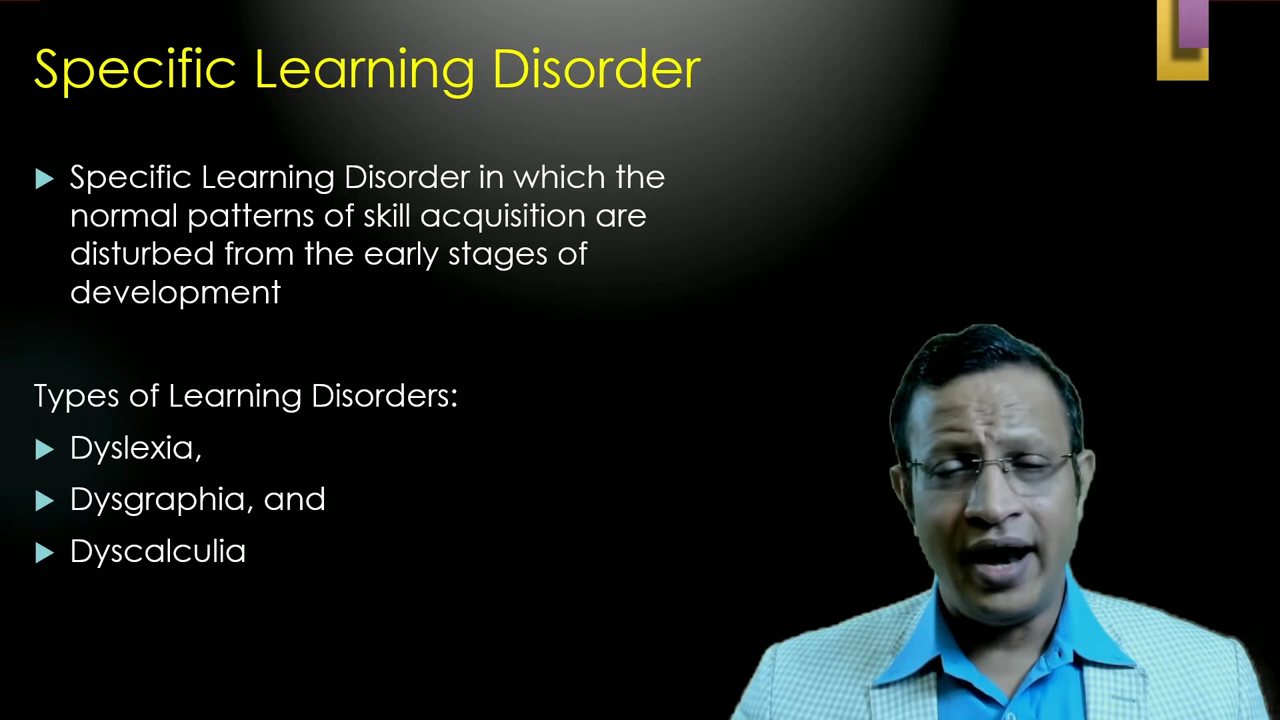 Specific Learning Disorder
Specific Learning Disorder in which the
normal patterns of skill acquisition are
disturbed from the early stages of
development
Types of Learning Disorders:
Dyslexia,
Dysgraphia, and
Dyscalculia